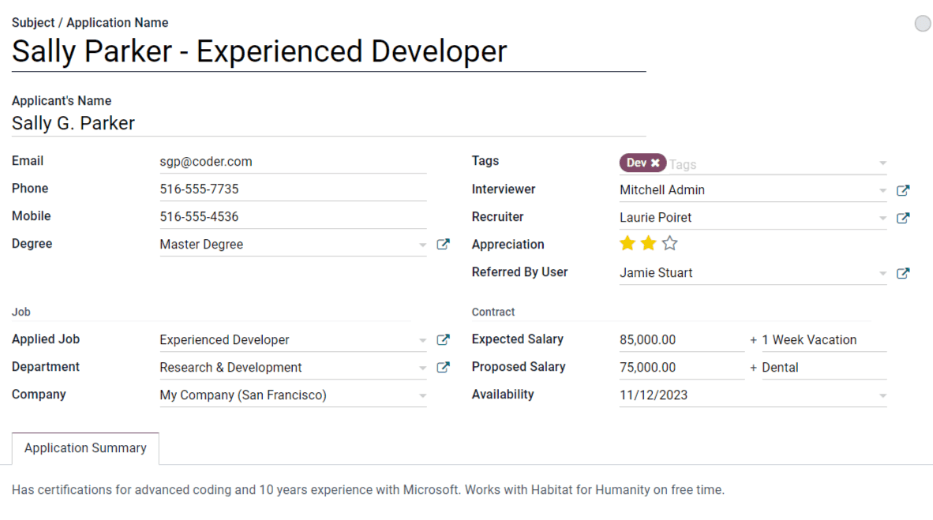 Subject / Application Name
Sally Parker - Experienced Developer
Applicant's Name
Sally G. Parker
Email sgp@coder.com
Phone 516-555-7735
Mobile 516-555-4536
Degree Master Degree
Tags Dev ✖ Tags
Interviewer Mitchell Admin
Recruiter Laurie Poiret
Appreciation
Referred By User Jamie Stuart
Job
Applied Job Experienced Developer
Department Research & Development
Company My Company (San Francisco)
Contract
Expected Salary 85,000.00 + 1 Week Vacation
Proposed Salary 75,000.00 + Dental
Availability 11/12/2023
Application Summary
Has certifications for advanced coding and 10 years experience with Microsoft. Works with Habitat for Humanity on free time.